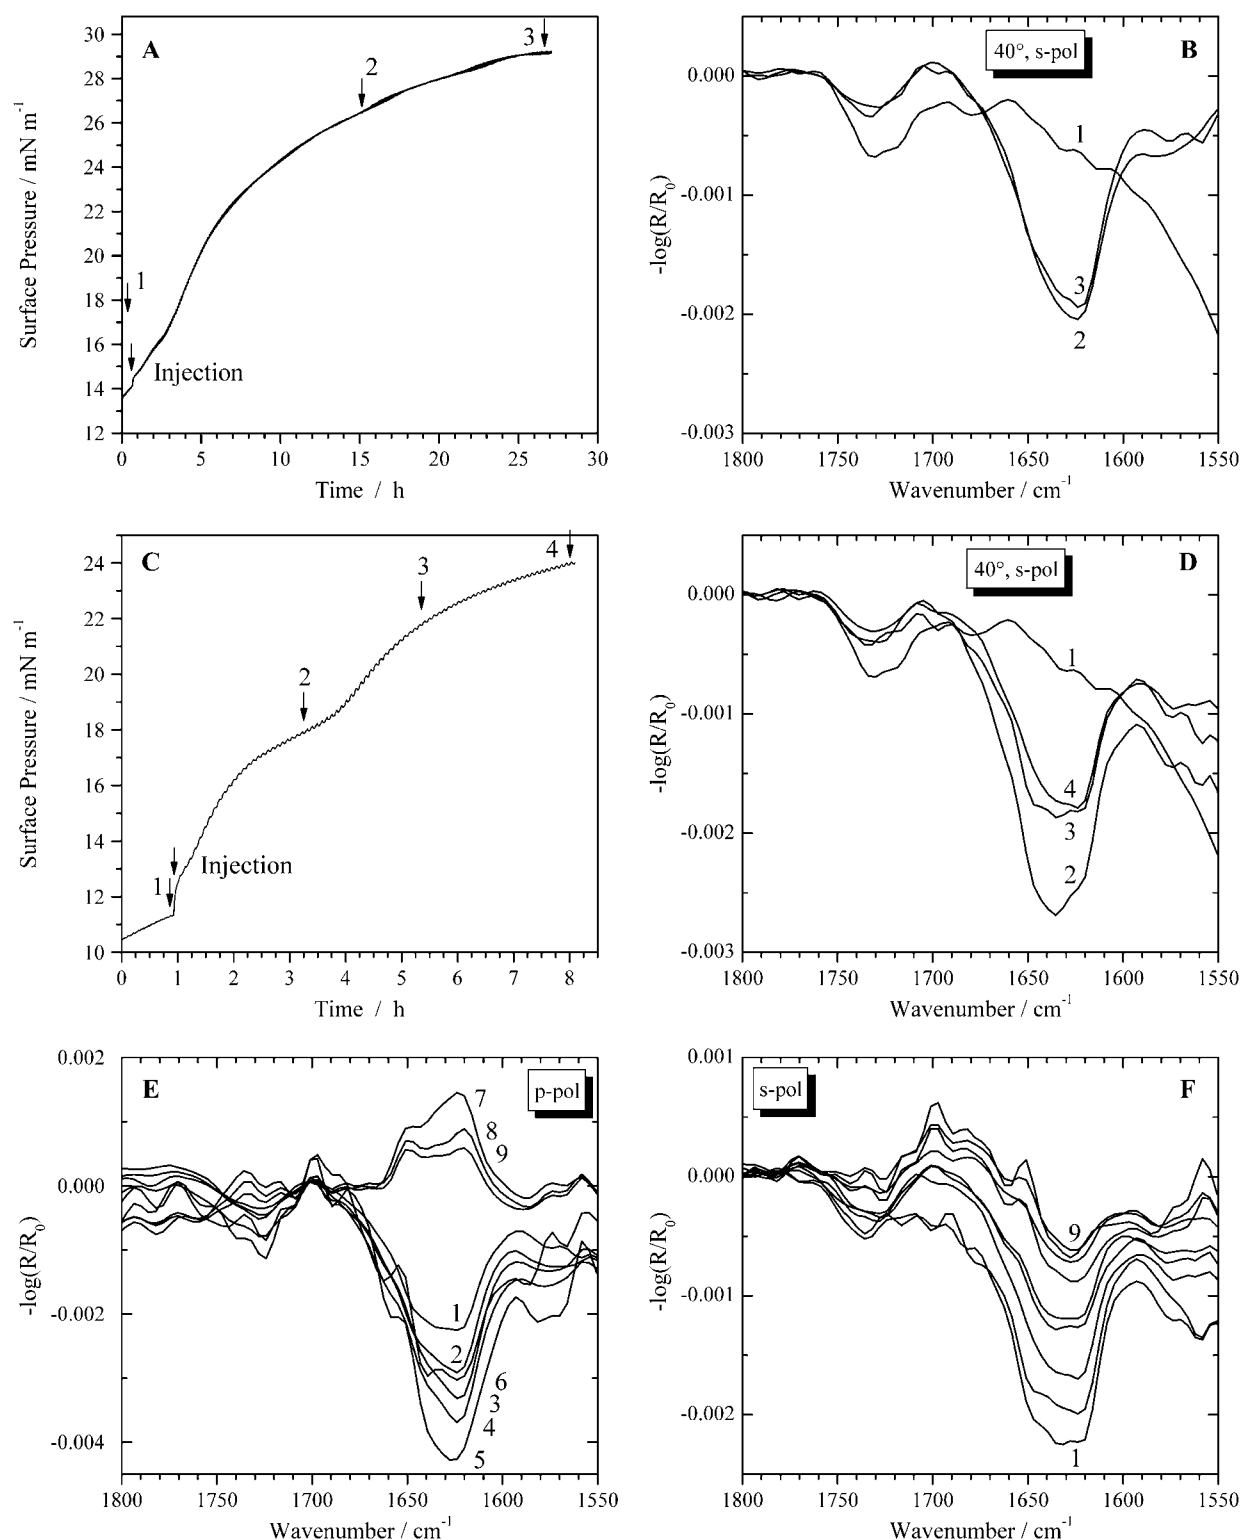 A
Surface Pressure / mN m-1
30
28
26
24
22
20
18
16
14
12
1
Injection
2
3
0 5 10 15 20 25 30
Time / h
B
40°, s-pol
-log(R/R0)
0.000
-0.001
-0.002
-0.003
1
3
2
1800 1750 1700 1650 1600 1550
Wavenumber / cm-1
C
Surface Pressure / mN m-1
24
22
20
18
16
14
12
10
1
Injection
2
3
4
0 1 2 3 4 5 6 7 8
Time / h
D
40°, s-pol
-log(R/R0)
0.000
-0.001
-0.002
-0.003
1
4
3
2
1800 1750 1700 1650 1600 1550
Wavenumber / cm-1
E
p-pol
-log(R/R0)
0.002
0.000
-0.002
-0.004
7
8
9
1
2
6
3
4
5
1800 1750 1700 1650 1600 1550
Wavenumber / cm-1
F
s-pol
-log(R/R0)
0.001
0.000
-0.001
-0.002
9
1
1800 1750 1700 1650 1600 1550
Wavenumber / cm-1